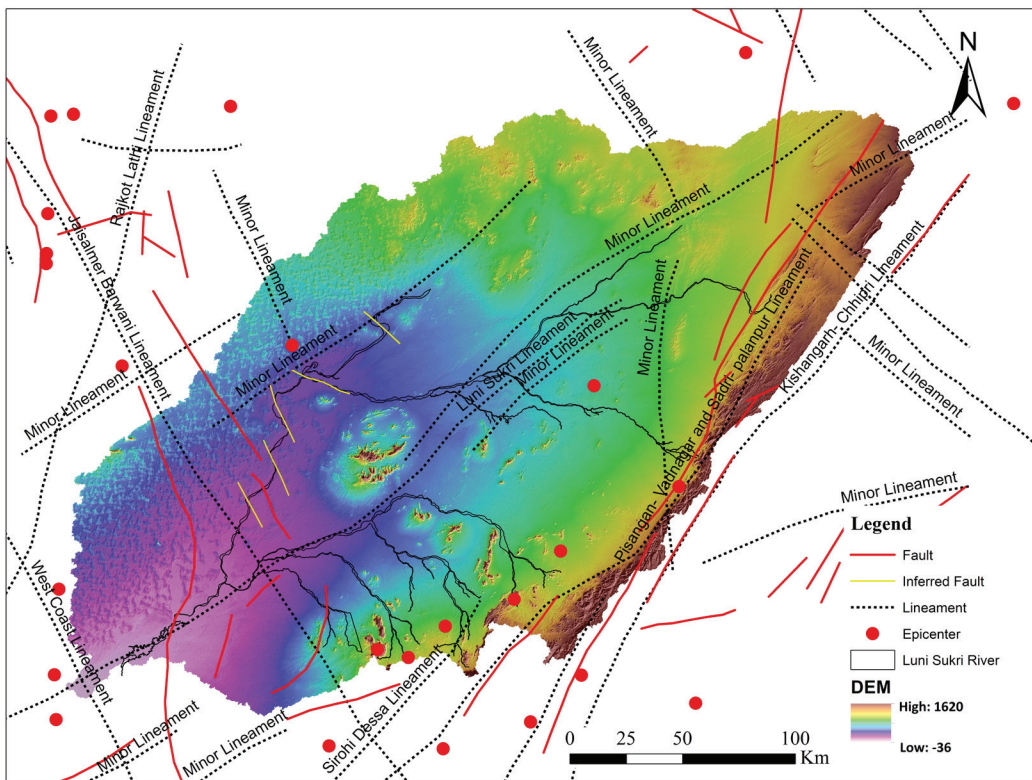 N
Minor Lineament
Raikot Lathi Lineament
Minor Lineament
Minor Lineament
Minor Lineament
Jaisalmer Barwani Lineament
Minor Lineament
Minor Lineament
Luni Sukri Lineament
Minor Lineament
Minor Lineament
Pisangan- Vadnagar and Sadri- palanpur Lineament
Kishangarh- Chhipri Lineament
Minor Lineament
Minor Lineament
Minor Lineament
West Coast Lineament
Minor Lineament
Minor Lineament
Sirohi Dessa Lineament
Legend
Fault
Inferred Fault
Lineament
Epicenter
Luni Sukri River
DEM
High: 1620
Low: -36
0 25 50 100
Km